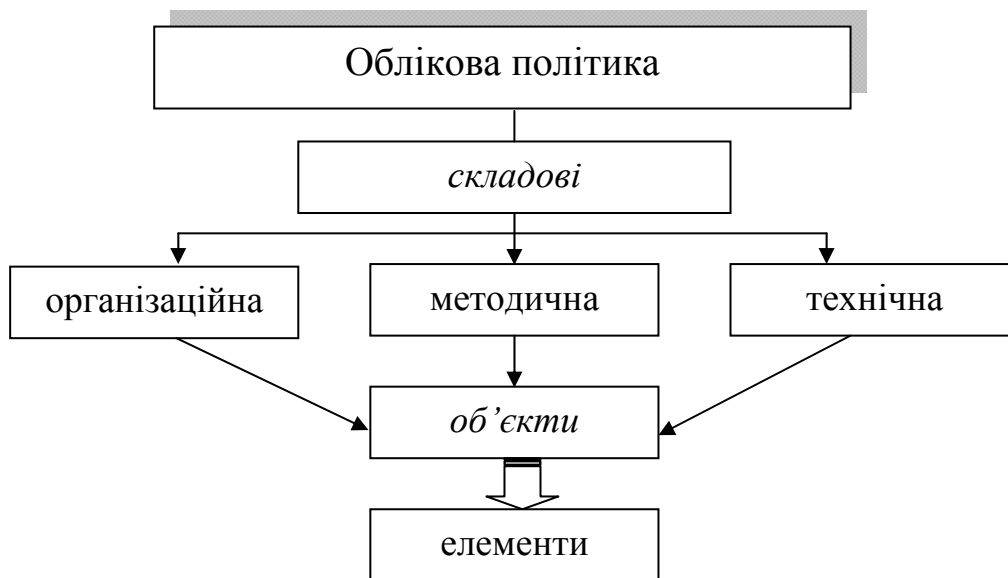 Облікова політика
складові
організаційна
методична
технічна
об’єкти
елементи